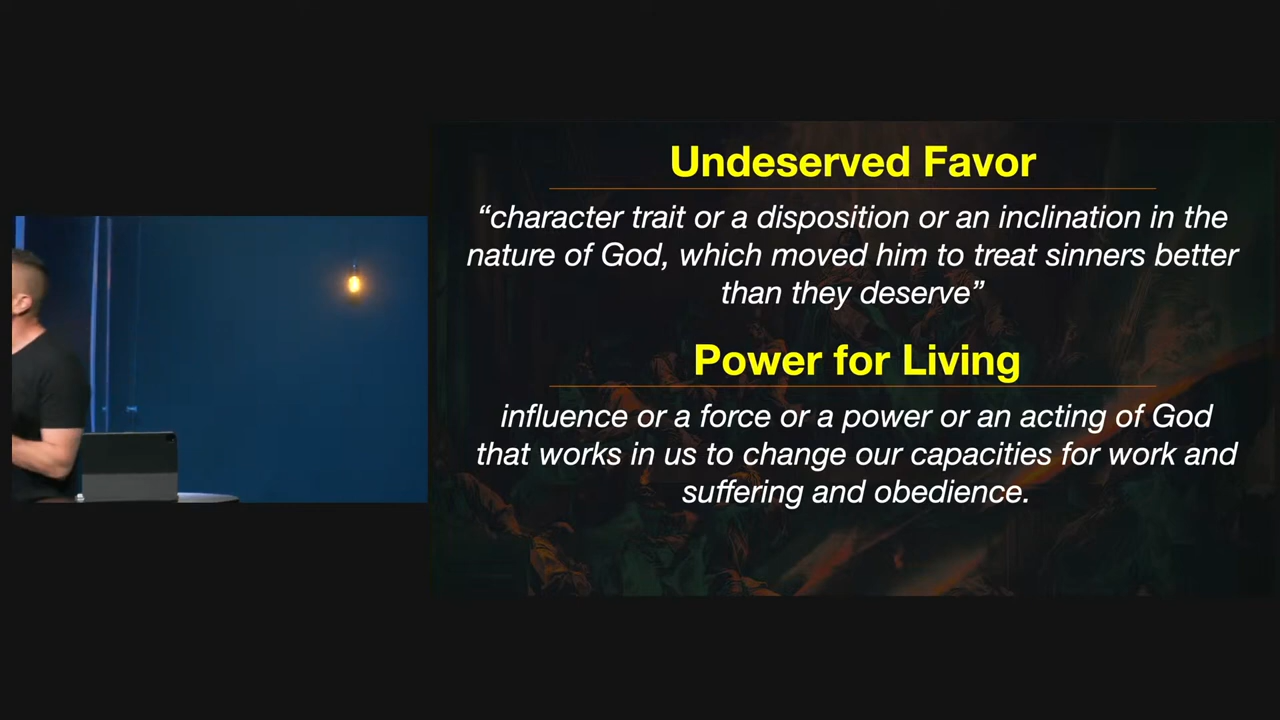 Undeserved Favor
“character trait or a disposition or an inclination in the
nature of God, which moved him to treat sinners better
than they deserve”
Power for Living
influence or a force or a power or an acting of God
that works in us to change our capacities for work and
suffering and obedience.